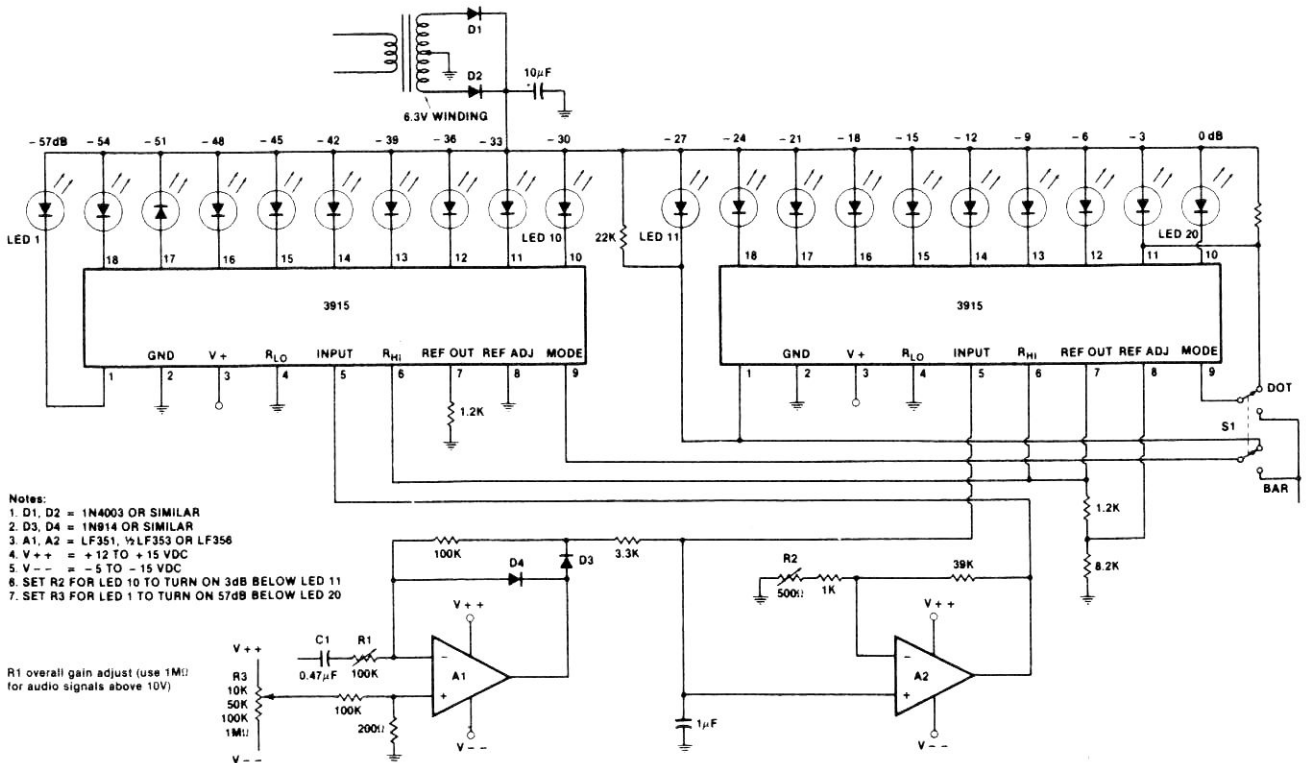 D1
D2
10µF
6.3V WINDING
-57dB -54 -51 -48 -45 -42 -39 -36 -33 -30 -27 -24 -21 -18 -15 -12 -9 -6 -3 0 dB
LED 1
LED 10
22K
LED 11
LED 20
18 17 16 15 14 13 12 11 10
18 17 16 15 14 13 12 11 10
3915
3915
GND V+ RLO INPUT RHI REF OUT REF ADJ MODE
GND V+ RLO INPUT RHI REF OUT REF ADJ MODE
1 2 3 4 5 6 7 8 9
1 2 3 4 5 6 7 8 9
1.2K
DOT
S1
BAR
1.2K
8.2K
Notes:
1. D1, D2 = 1N4003 OR SIMILAR
2. D3, D4 = 1N914 OR SIMILAR
3. A1, A2 = LF351, ½LF353 OR LF356
4. V++ = +12 TO +15 VDC
5. V-- = -5 TO -15 VDC
6. SET R2 FOR LED 10 TO TURN ON 3dB BELOW LED 11
7. SET R3 FOR LED 1 TO TURN ON 57dB BELOW LED 20
100K
D3
3.3K
D4
R2
500Ω
1K
39K
V++
V++
C1
0.47µF
R1
100K
−
+
A1
−
+
A2
R1 overall gain adjust (use 1MΩ
for audio signals above 10V)
V++
R3
10K
50K
100K
1MΩ
V--
100K
200Ω
V--
1µF
V--